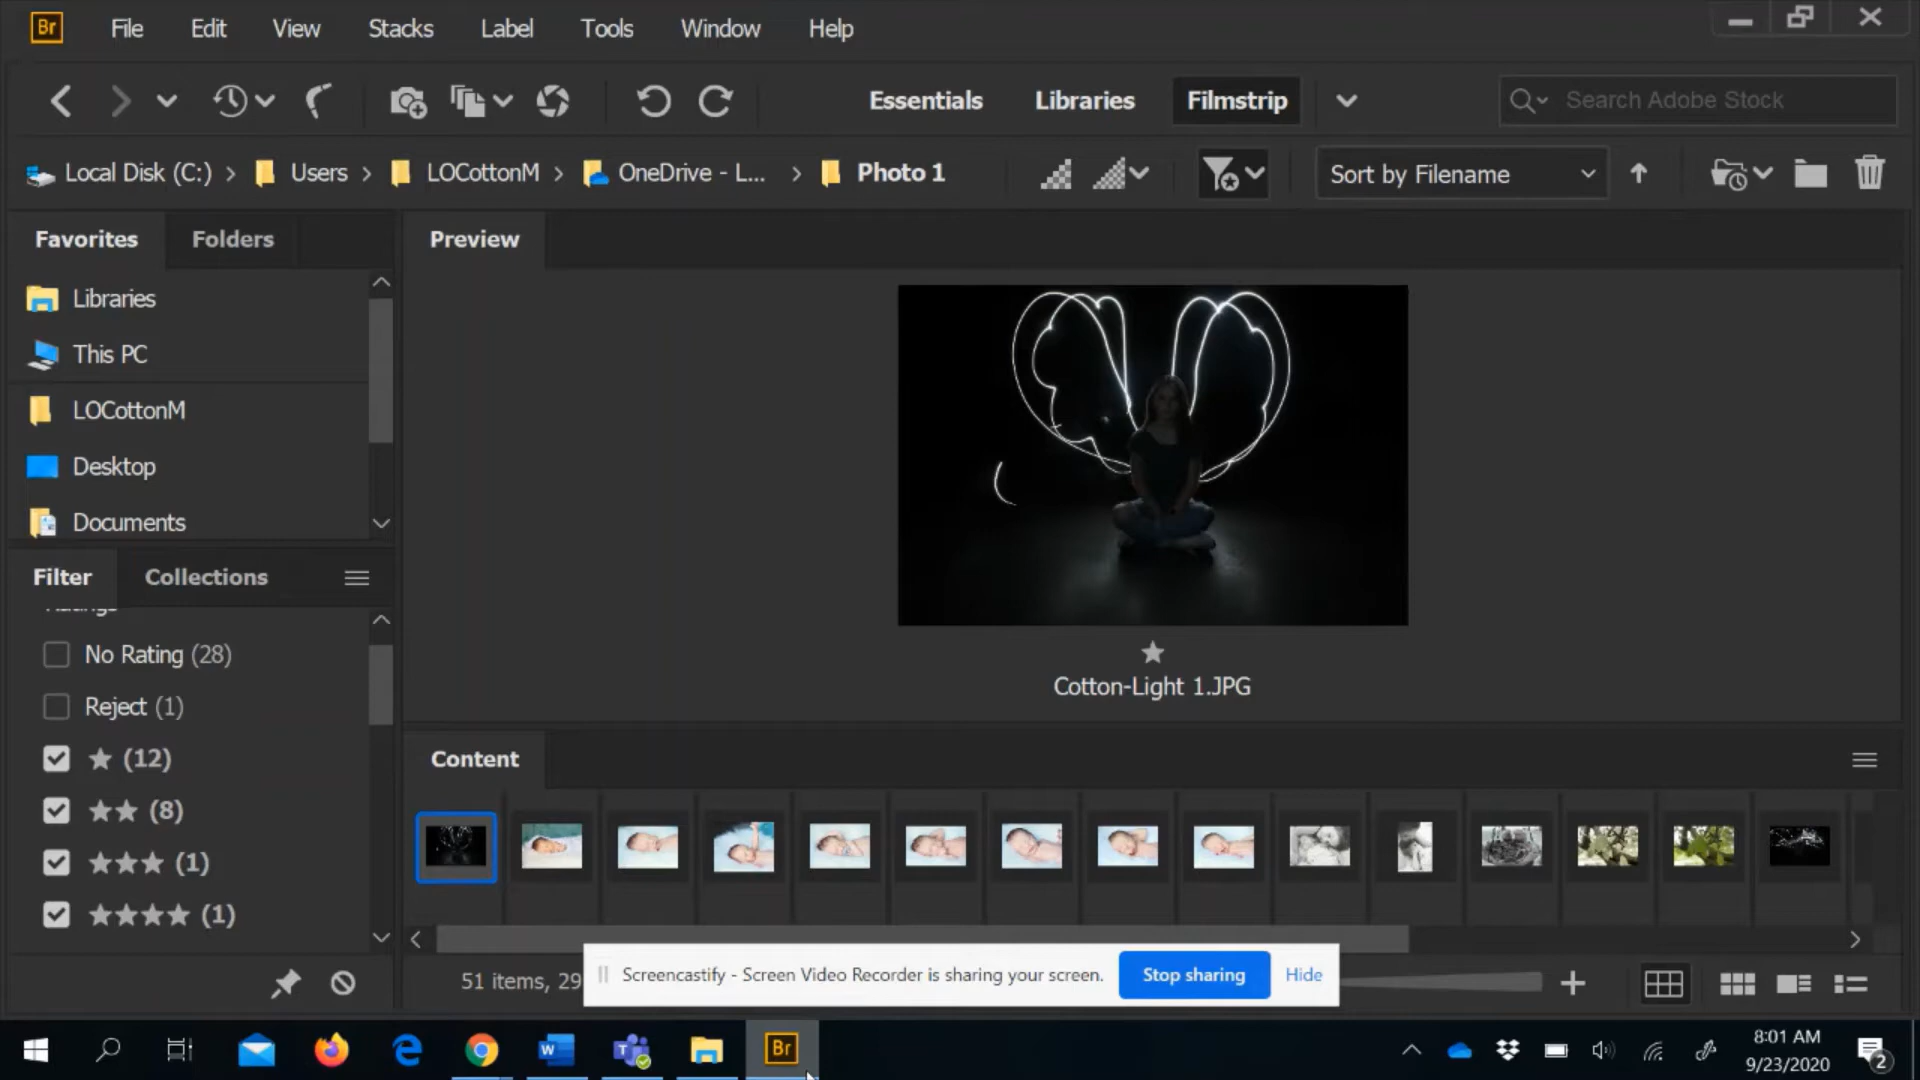 Br File Edit View Stacks Label Tools Window Help
Essentials Libraries Filmstrip Search Adobe Stock
Local Disk (C:) > Users > LOCottonM > OneDrive - L... > Photo 1 Sort by Filename
Favorites Folders
Libraries
This PC
LOCottonM
Desktop
Documents
Filter Collections
Ratings
No Rating (28)
Reject (1)
(12)
(8)
(1)
(1)
Preview
Cotton-Light 1.JPG
Content
51 items, 29
Screencastify - Screen Video Recorder is sharing your screen. Stop sharing Hide
Br
8:01 AM
9/23/2020
2